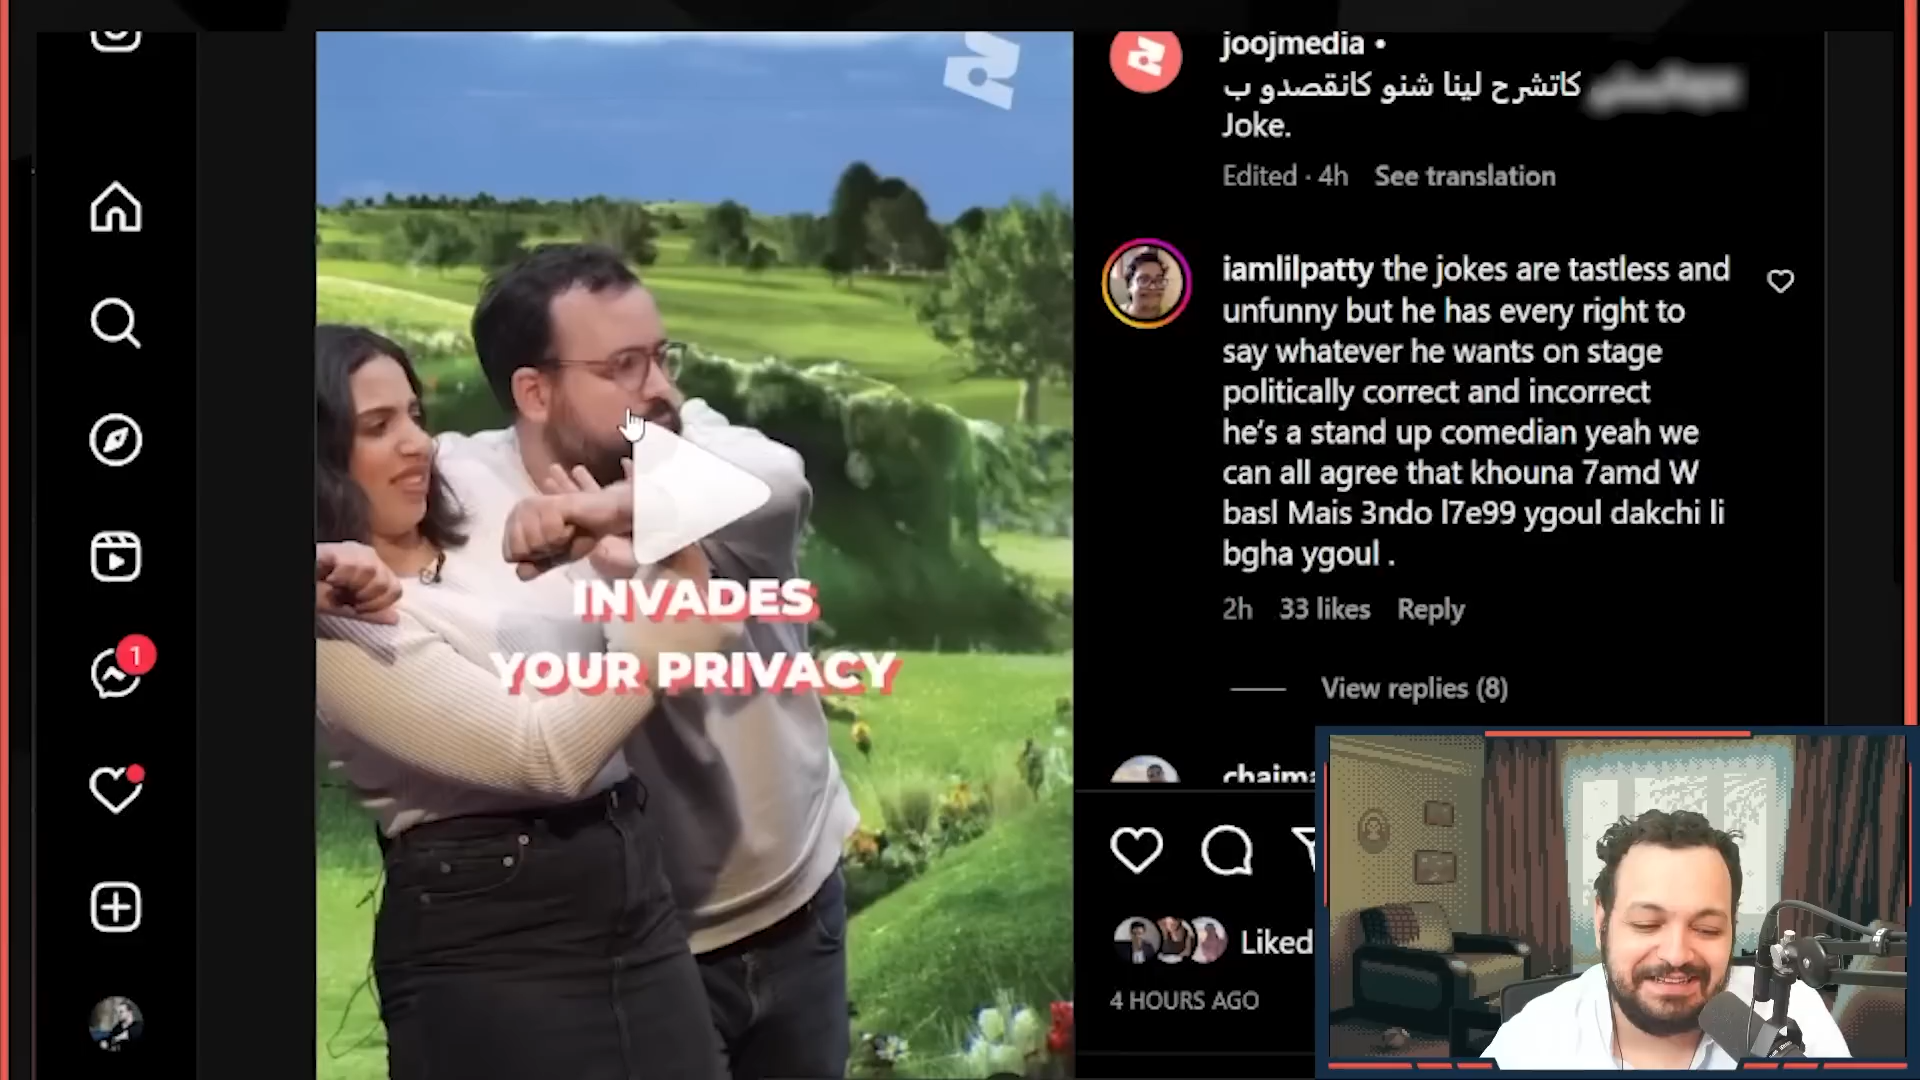 joojmedia •
كاتشرح لينا شنو كانقصدو ب
Joke.
Edited · 4h See translation
iamlilpatty the jokes are tastless and
unfunny but he has every right to
say whatever he wants on stage
politically correct and incorrect
he's a stand up comedian yeah we
can all agree that khouna 7amd W
basl Mais 3ndo l7e99 ygoul dakchi li
bgha ygoul .
2h 33 likes Reply
View replies (8)
Liked
4 HOURS AGO
1
INVADES
YOUR PRIVACY